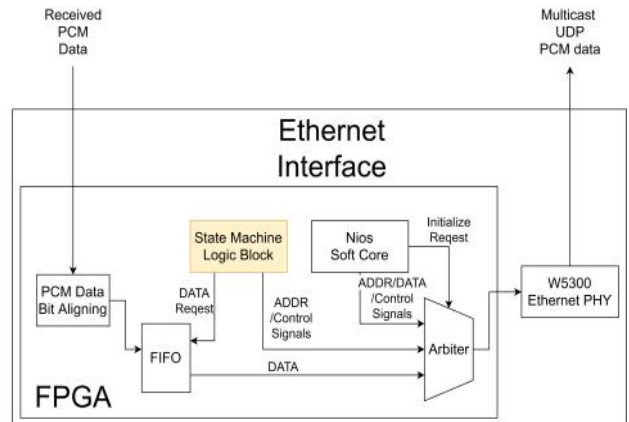 Received
PCM
Data
Multicast
UDP
PCM data
Ethernet
Interface
State Machine
Logic Block
Nios
Soft Core
Initialize
Reqest
W5300
Ethernet PHY
PCM Data
Bit Aligning
DATA
Reqest
ADDR
/Control
Signals
ADDR/DATA
/Control
Signals
FIFO
Arbiter
DATA
FPGA